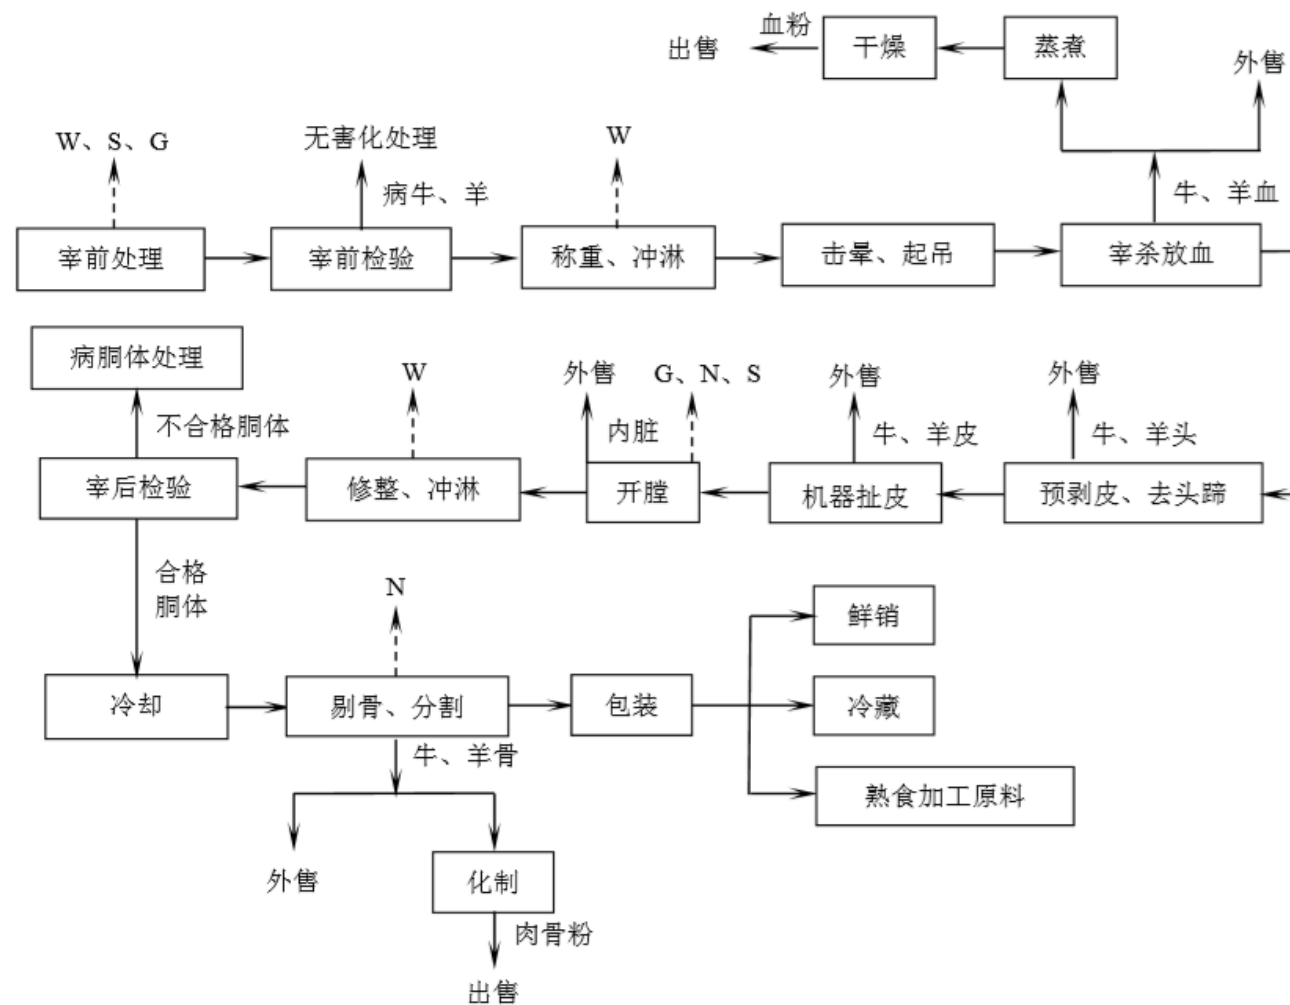 血粉
出售
干燥
蒸煮
外售
W、S、G
无害化处理
W
病牛、羊
牛、羊血
宰前处理
宰前检验
称重、冲淋
击晕、起吊
宰杀放血
病胴体处理
W
外售
G、N、S
外售
外售
不合格胴体
内脏
牛、羊皮
牛、羊头
宰后检验
修整、冲淋
开膛
机器扯皮
预剥皮、去头蹄
合格
胴体
N
鲜销
冷却
剔骨、分割
包装
冷藏
牛、羊骨
熟食加工原料
外售
化制
肉骨粉
出售